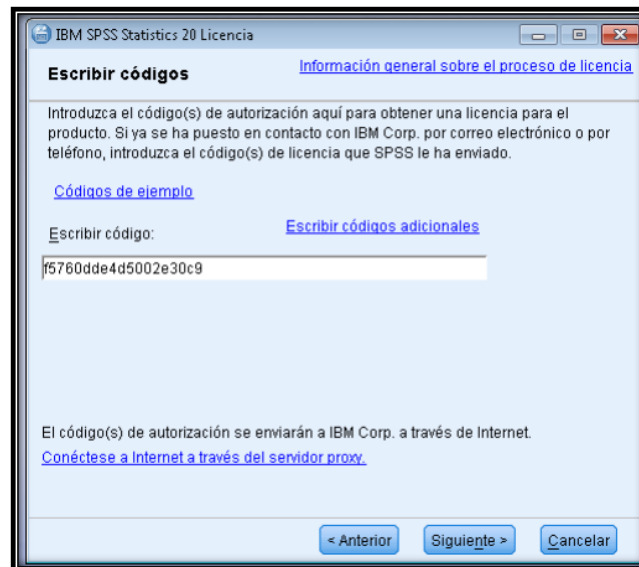 IBM SPSS Statistics 20 Licencia
Escribir códigos
Información general sobre el proceso de licencia
Introduzca el código(s) de autorización aquí para obtener una licencia para el
producto. Si ya se ha puesto en contacto con IBM Corp. por correo electrónico o por
teléfono, introduzca el código(s) de licencia que SPSS le ha enviado.
Códigos de ejemplo
Escribir códigos adicionales
Escribir código:
f5760dde4d5002e30c9
El código(s) de autorización se enviarán a IBM Corp. a través de Internet.
Conéctese a Internet a través del servidor proxy.
< Anterior
Siguiente >
Cancelar